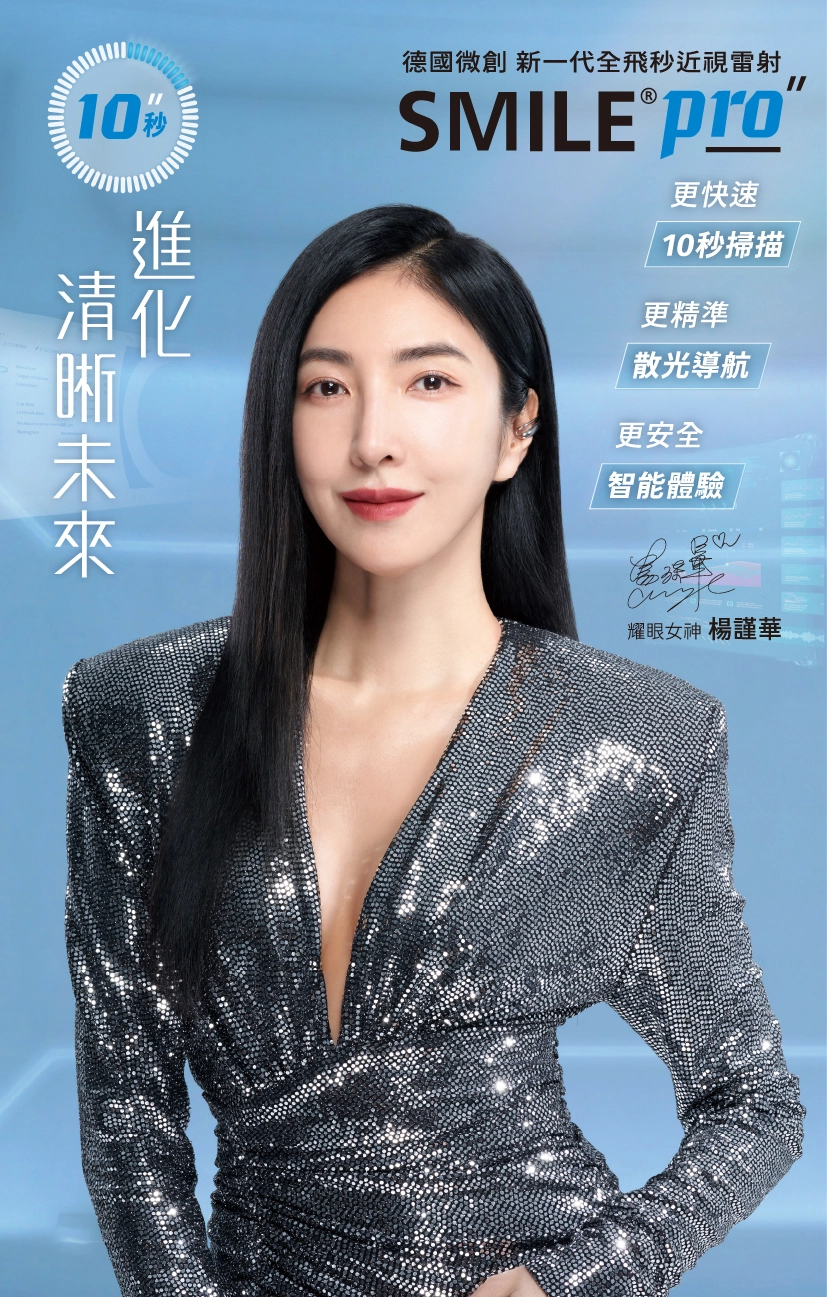 10"秒
進化
清晰未來
德國微創 新一代全飛秒近視雷射
SMILE® pro"
更快速
10秒掃描
更精準
散光導航
更安全
智能體驗
耀眼女神 楊謹華